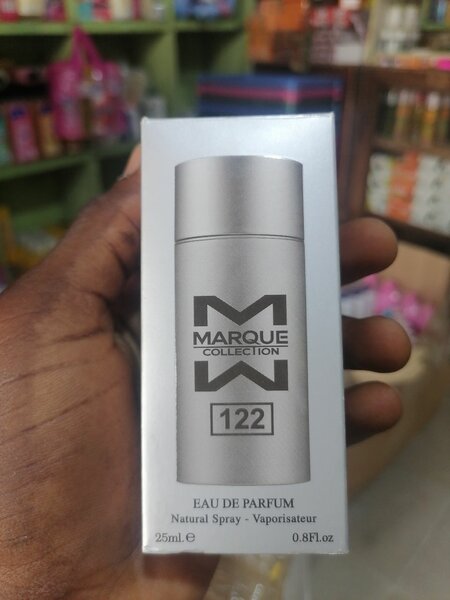 MARQUE
COLLECTION
122
EAU DE PARFUM
Natural Spray - Vaporisateur
25ml.e 0.8Fl.oz